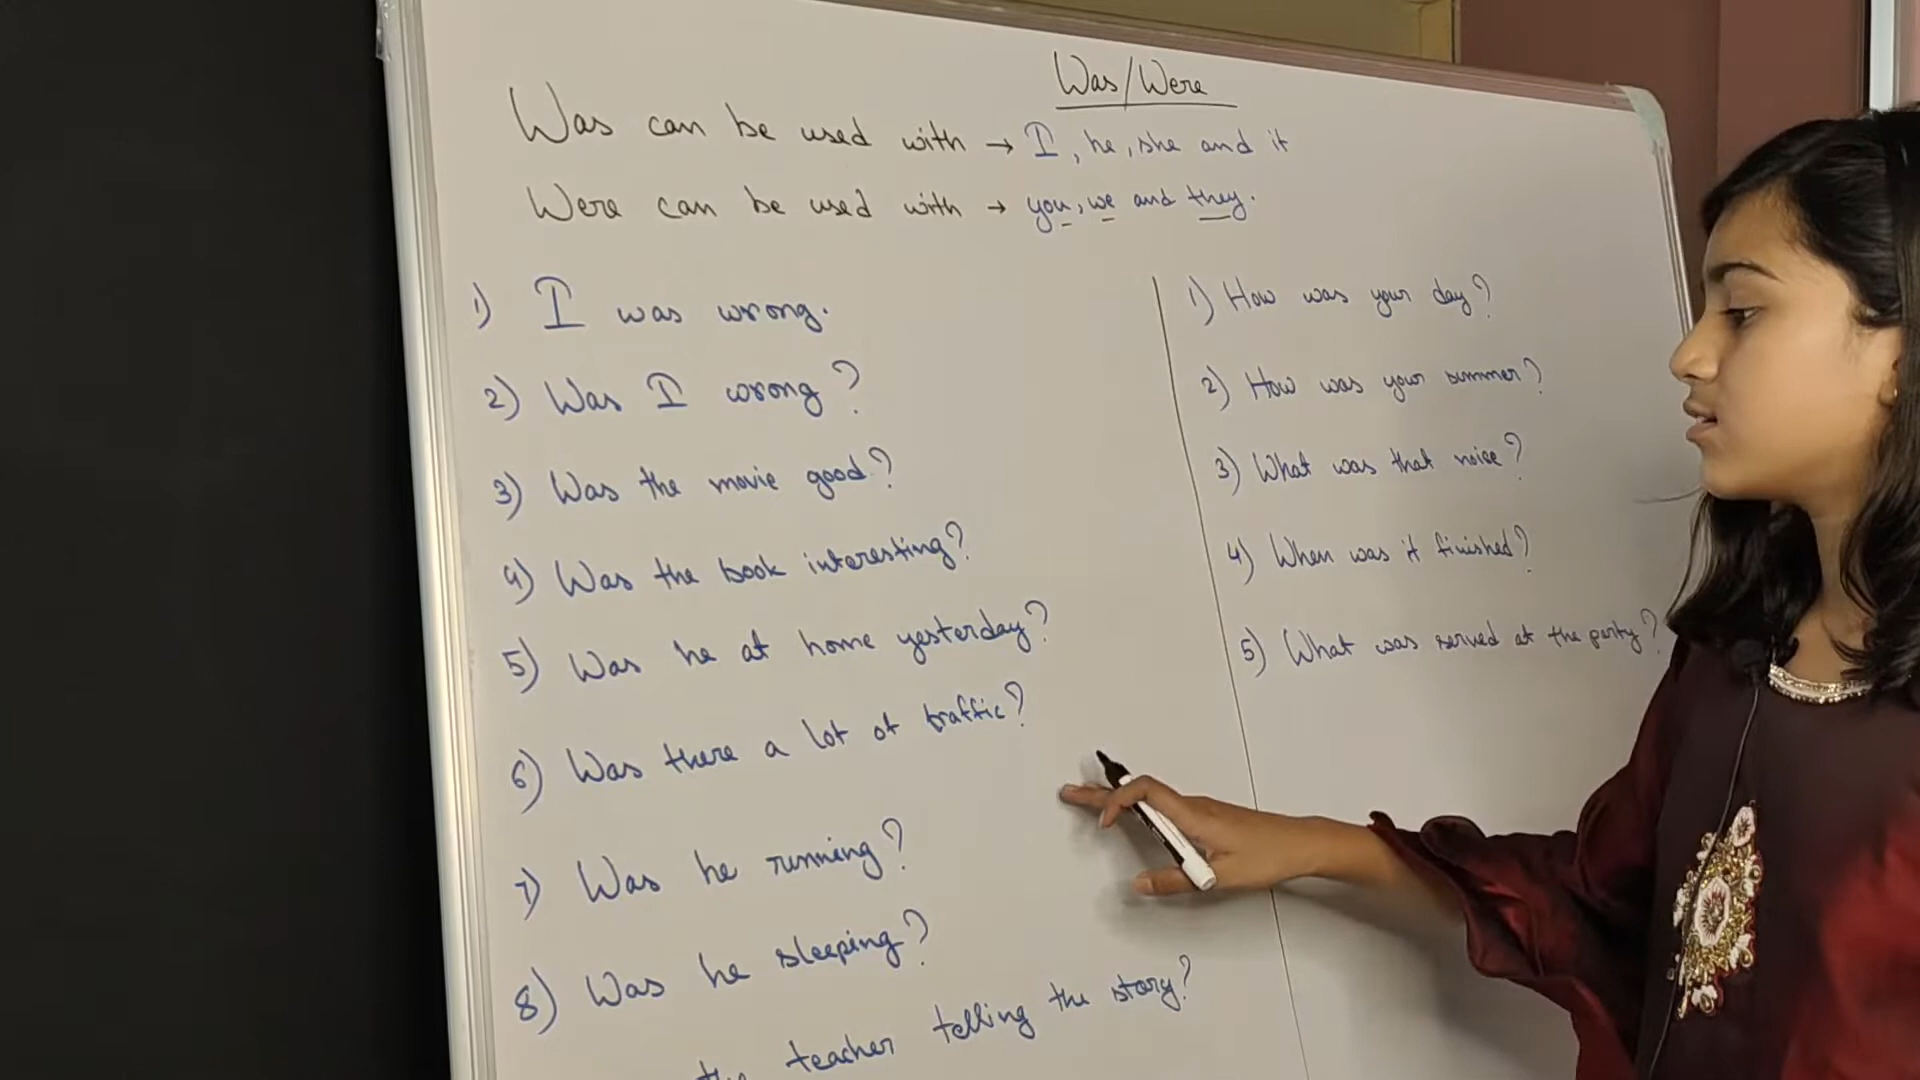 Was/Were
Was can be used with → I, he, she and it
Were can be used with → you, we and they.
1) I was wrong.
2) Was I wrong?
3) Was the movie good?
4) Was the book interesting?
5) Was he at home yesterday?
6) Was there a lot of traffic?
7) Was he running?
8) Was he sleeping?
the teacher telling the story?
1) How was your day?
2) How was your summer?
3) What was that noise?
4) When was it finished?
5) What was served at the party?